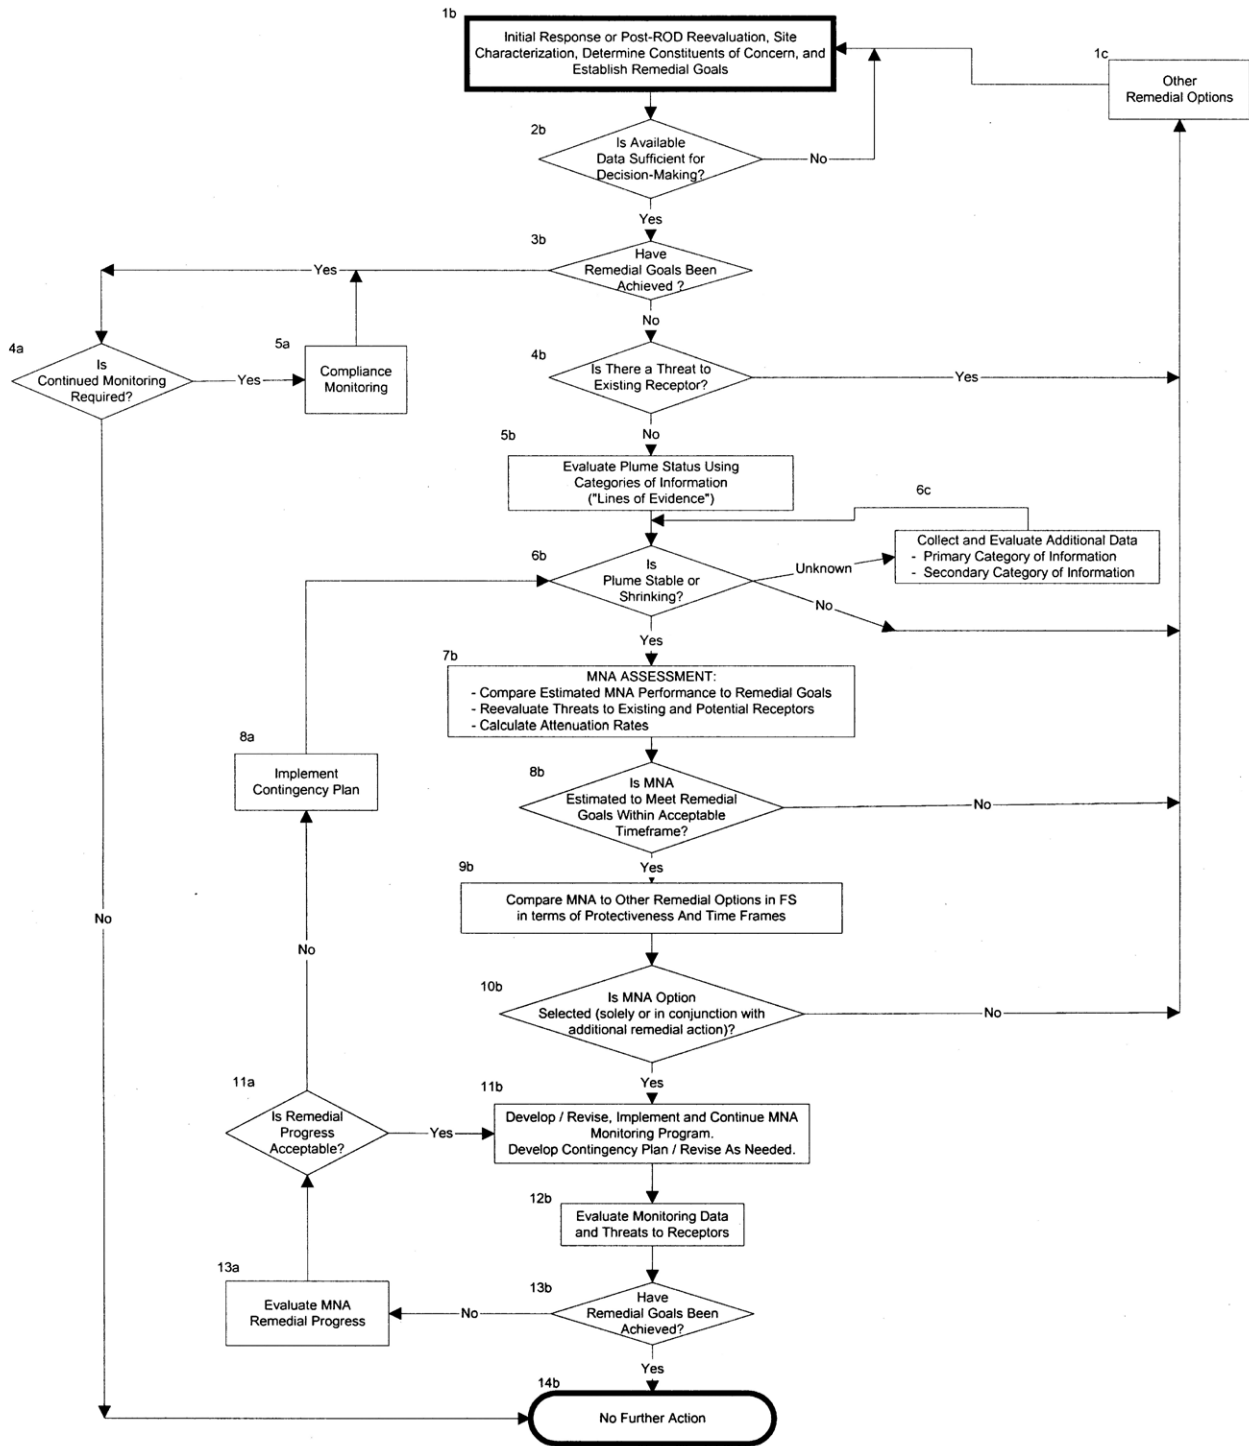 1b
Initial Response or Post-ROD Reevaluation, Site
Characterization, Determine Constituents of Concern, and
Establish Remedial Goals
1c
Other
Remedial Options
2b
Is Available
Data Sufficient for
Decision-Making?
No
Yes
3b
Have
Remedial Goals Been
Achieved ?
Yes
No
4a
Is
Continued Monitoring
Required?
Yes
5a
Compliance
Monitoring
4b
Is There a Threat to
Existing Receptor?
Yes
No
5b
Evaluate Plume Status Using
Categories of Information
("Lines of Evidence")
6c
Collect and Evaluate Additional Data
- Primary Category of Information
- Secondary Category of Information
6b
Is
Plume Stable or
Shrinking?
Unknown
No
Yes
7b
MNA ASSESSMENT:
- Compare Estimated MNA Performance to Remedial Goals
- Reevaluate Threats to Existing and Potential Receptors
- Calculate Attenuation Rates
8a
Implement
Contingency Plan
8b
Is MNA
Estimated to Meet Remedial
Goals Within Acceptable
Timeframe?
No
Yes
9b
Compare MNA to Other Remedial Options in FS
in terms of Protectiveness And Time Frames
No
No
10b
Is MNA Option
Selected (solely or in conjunction with
additional remedial action)?
No
Yes
11a
Is Remedial
Progress
Acceptable?
Yes
11b
Develop / Revise, Implement and Continue MNA
Monitoring Program.
Develop Contingency Plan / Revise As Needed.
12b
Evaluate Monitoring Data
and Threats to Receptors
13a
Evaluate MNA
Remedial Progress
No
13b
Have
Remedial Goals Been
Achieved?
Yes
14b
No Further Action